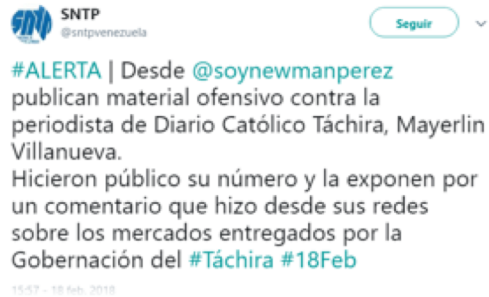 SNTP
@sntpvenezuela
Seguir
#ALERTA | Desde @soynewmanperez
publican material ofensivo contra la
periodista de Diario Católico Táchira, Mayerlin
Villanueva.
Hicieron público su número y la exponen por
un comentario que hizo desde sus redes
sobre los mercados entregados por la
Gobernación del #Táchira #18Feb
15:57 - 18 feb. 2018